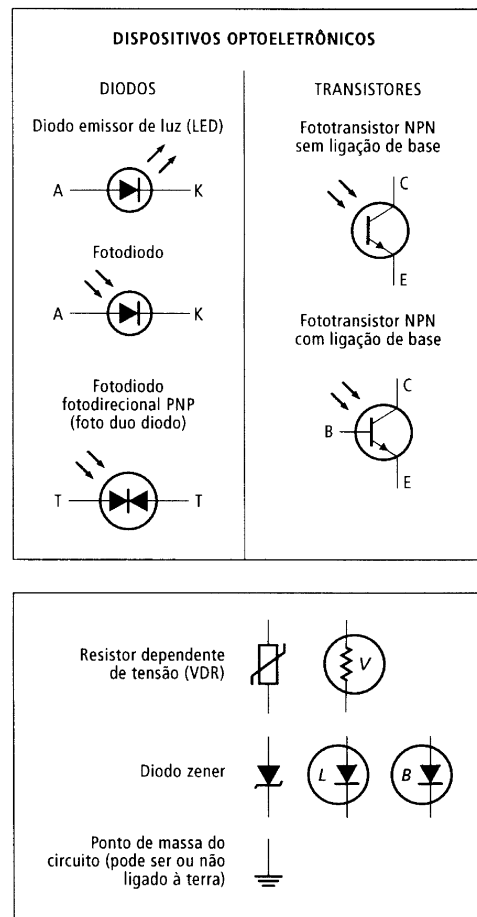 DISPOSITIVOS OPTOELETRÔNICOS
DIODOS
Diodo emissor de luz (LED)
A K
Fotodiodo
A K
Fotodiodo
fotodirecional PNP
(foto duo diodo)
T T
TRANSISTORES
Fototransistor NPN
sem ligação de base
C
E
Fototransistor NPN
com ligação de base
C
B
E
Resistor dependente
de tensão (VDR)
V
Diodo zener
L B
Ponto de massa do
circuito (pode ser ou não
ligado à terra)